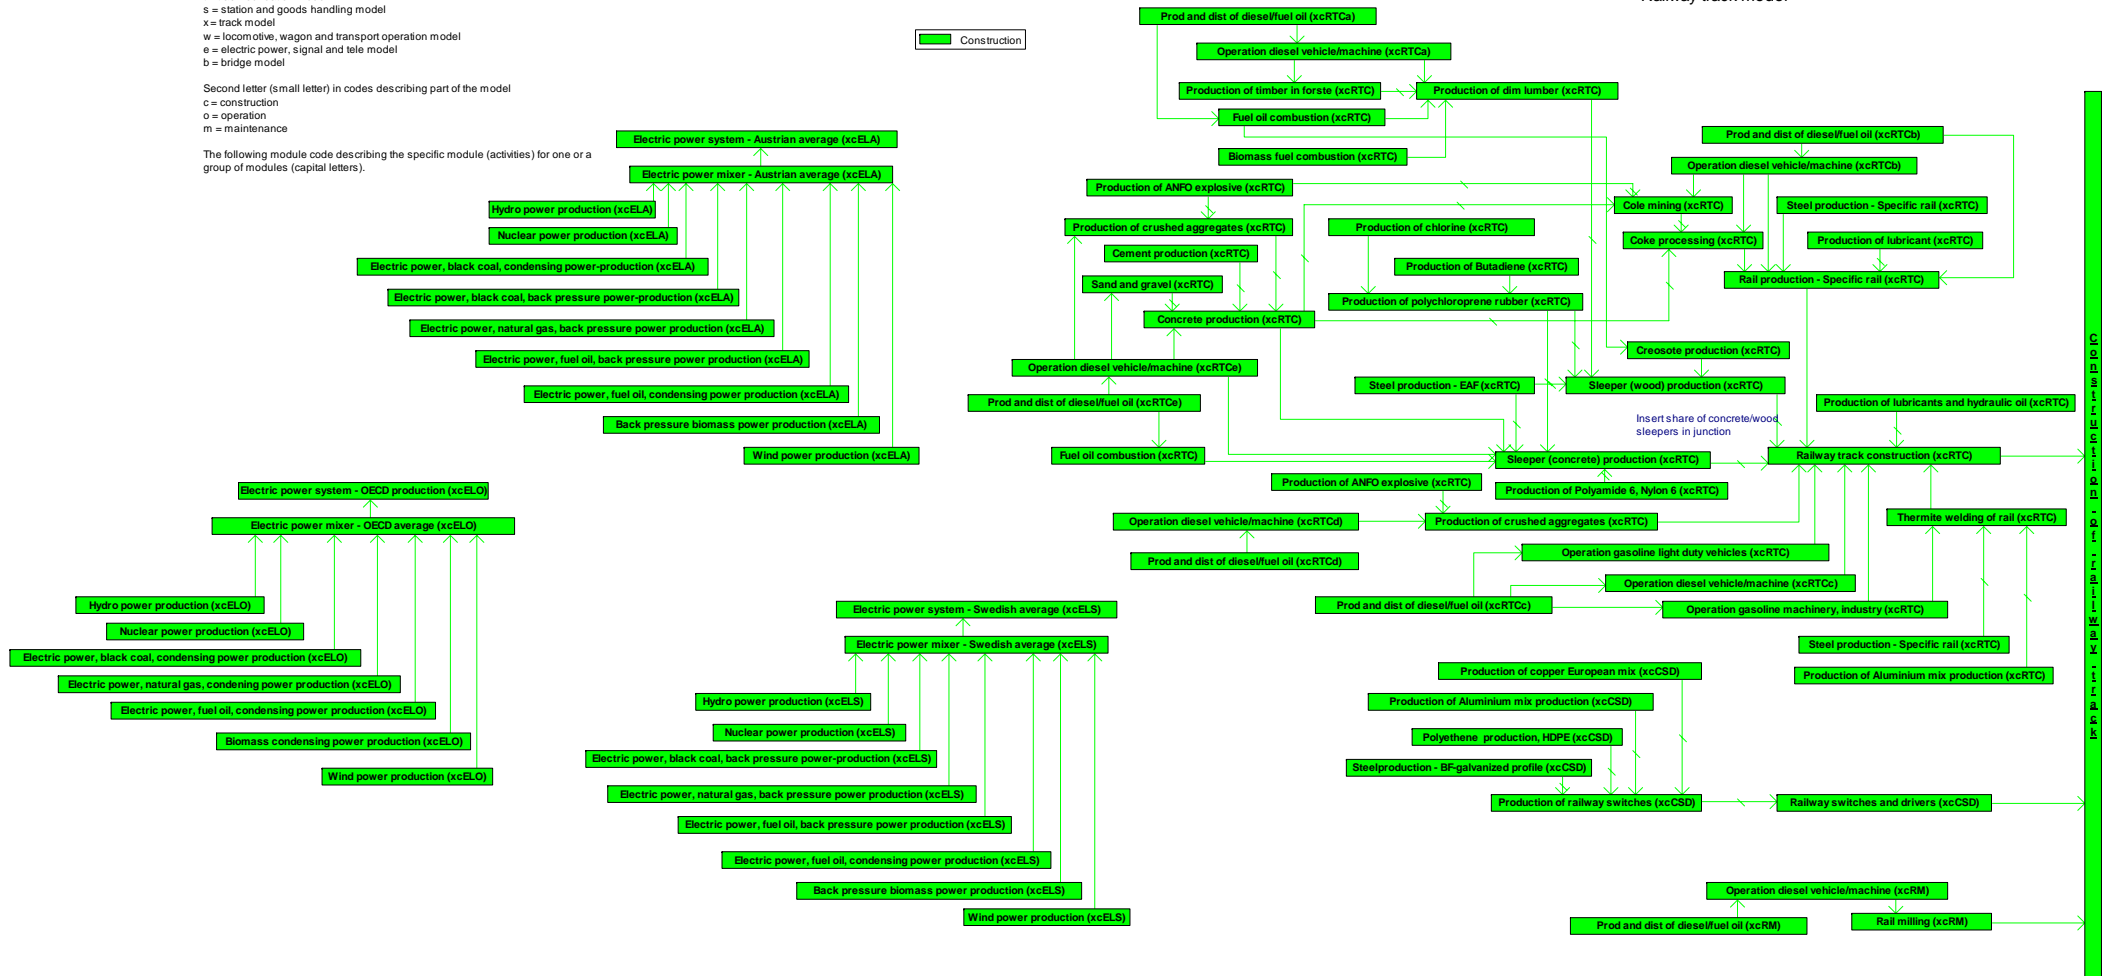 s = station and goods handling model
x = track model
w = locomotive, wagon and transport operation model
e = electric power, signal and tele model
b = bridge model
Second letter (small letter) in codes describing part of the model
c = construction
o = operation
m = maintenance
The following module code describing the specific module (activities) for one or a
group of modules (capital letters).
Construction
Railway track model
Prod and dist of diesel/fuel oil (xcRTCa)
Operation diesel vehicle/machine (xcRTCa)
Production of timber in forste (xcRTC)
Production of dim lumber (xcRTC)
Fuel oil combustion (xcRTC)
Biomass fuel combustion (xcRTC)
Prod and dist of diesel/fuel oil (xcRTCb)
Operation diesel vehicle/machine (xcRTCb)
Production of ANFO explosive (xcRTC)
Cole mining (xcRTC)
Steel production - Specific rail (xcRTC)
Production of crushed aggregates (xcRTC)
Production of chlorine (xcRTC)
Coke processing (xcRTC)
Production of lubricant (xcRTC)
Cement production (xcRTC)
Production of Butadiene (xcRTC)
Rail production - Specific rail (xcRTC)
Sand and gravel (xcRTC)
Production of polychloroprene rubber (xcRTC)
Concrete production (xcRTC)
Creosote production (xcRTC)
Operation diesel vehicle/machine (xcRTCe)
Steel production - EAF (xcRTC)
Sleeper (wood) production (xcRTC)
Prod and dist of diesel/fuel oil (xcRTCe)
Production of lubricants and hydraulic oil (xcRTC)
Insert share of concrete/wood
sleepers in junction
Fuel oil combustion (xcRTC)
Sleeper (concrete) production (xcRTC)
Railway track construction (xcRTC)
Production of ANFO explosive (xcRTC)
Production of Polyamide 6, Nylon 6 (xcRTC)
Operation diesel vehicle/machine (xcRTCd)
Production of crushed aggregates (xcRTC)
Thermite welding of rail (xcRTC)
Prod and dist of diesel/fuel oil (xcRTCd)
Operation gasoline light duty vehicles (xcRTC)
Operation diesel vehicle/machine (xcRTCc)
Prod and dist of diesel/fuel oil (xcRTCc)
Operation gasoline machinery, industry (xcRTC)
Steel production - Specific rail (xcRTC)
Production of Aluminium mix production (xcRTC)
Production of copper European mix (xcCSD)
Production of Aluminium mix production (xcCSD)
Polyethene production, HDPE (xcCSD)
Steelproduction - BF-galvanized profile (xcCSD)
Production of railway switches (xcCSD)
Railway switches and drivers (xcCSD)
Operation diesel vehicle/machine (xcRM)
Prod and dist of diesel/fuel oil (xcRM)
Rail milling (xcRM)
Construction of railway track
Electric power system - Austrian average (xcELA)
Electric power mixer - Austrian average (xcELA)
Hydro power production (xcELA)
Nuclear power production (xcELA)
Electric power, black coal, condensing power-production (xcELA)
Electric power, black coal, back pressure power-production (xcELA)
Electric power, natural gas, back pressure power production (xcELA)
Electric power, fuel oil, back pressure power production (xcELA)
Electric power, fuel oil, condensing power production (xcELA)
Back pressure biomass power production (xcELA)
Wind power production (xcELA)
Electric power system - OECD production (xcELO)
Electric power mixer - OECD average (xcELO)
Hydro power production (xcELO)
Nuclear power production (xcELO)
Electric power, black coal, condensing power production (xcELO)
Electric power, natural gas, condening power production (xcELO)
Electric power, fuel oil, condensing power production (xcELO)
Biomass condensing power production (xcELO)
Wind power production (xcELO)
Electric power system - Swedish average (xcELS)
Electric power mixer - Swedish average (xcELS)
Hydro power production (xcELS)
Nuclear power production (xcELS)
Electric power, black coal, back pressure power-production (xcELS)
Electric power, natural gas, back pressure power production (xcELS)
Electric power, fuel oil, back pressure power production (xcELS)
Electric power, fuel oil, condensing power production (xcELS)
Back pressure biomass power production (xcELS)
Wind power production (xcELS)